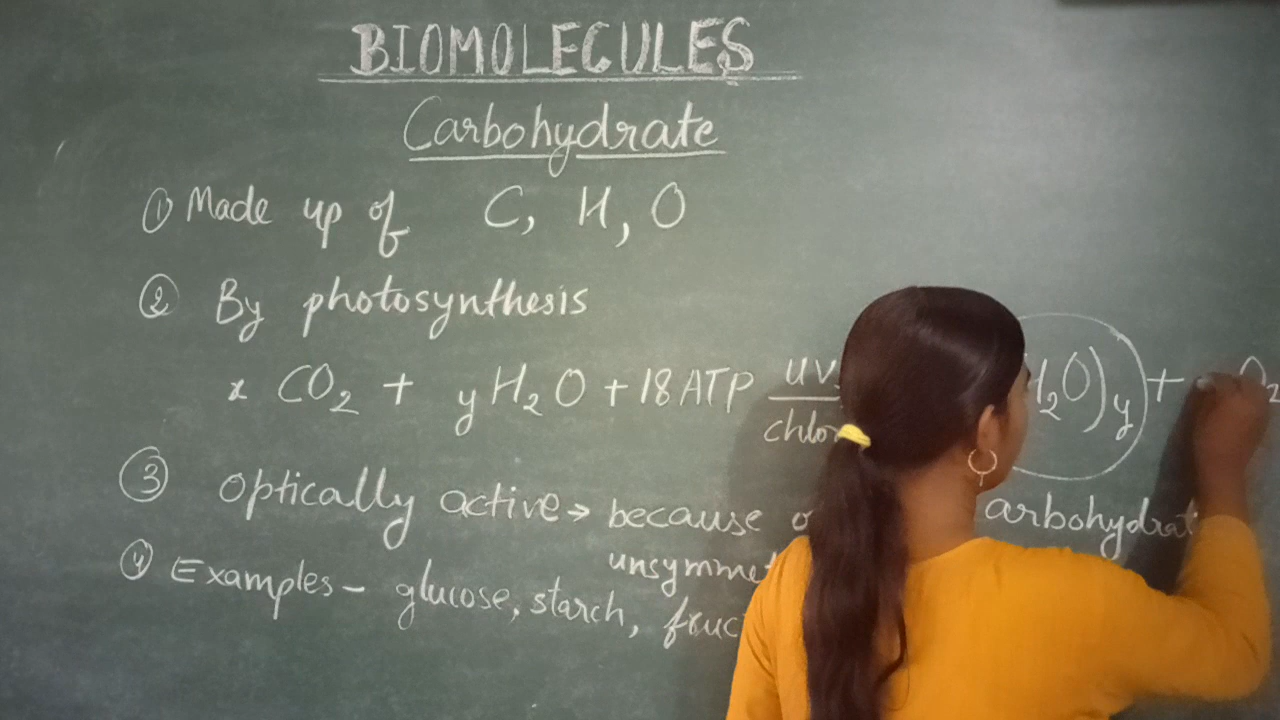 BIOMOLECULES
Carbohydrate
① Made up of C, H, O
② By photosynthesis
x CO₂ + y H₂O + 18 ATP UV H₂O)y + O₂
③ optically active → because arbohydrat
unsymmet
④ Examples – glucose, starch, fruc